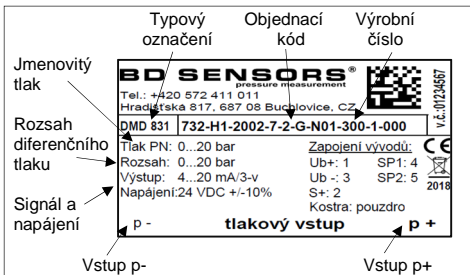 Typový označení
Objednací kód
Výrobní číslo
Jmenovitý tlak
Rozsah diferenčního tlaku
Signál a napájení
BD SENSORS®
pressure measurement
Tel.: +420 572 411 011
Hradišťská 817, 687 08 Buchlovice, CZ
v.č.:01234567
DMD 831 732-H1-2002-7-2-G-N01-300-1-000
Tlak PN: 0...20 bar
Rozsah: 0...20 bar
Výstup: 4...20 mA/3-v
Napájení:24 VDC +/-10%
Zapojení vývodů:
Ub+: 1 SP1: 4
Ub -: 3 SP2: 5
S+: 2
Kostra: pouzdro
CE
2018
p - tlakový vstup p +
Vstup p-
Vstup p+